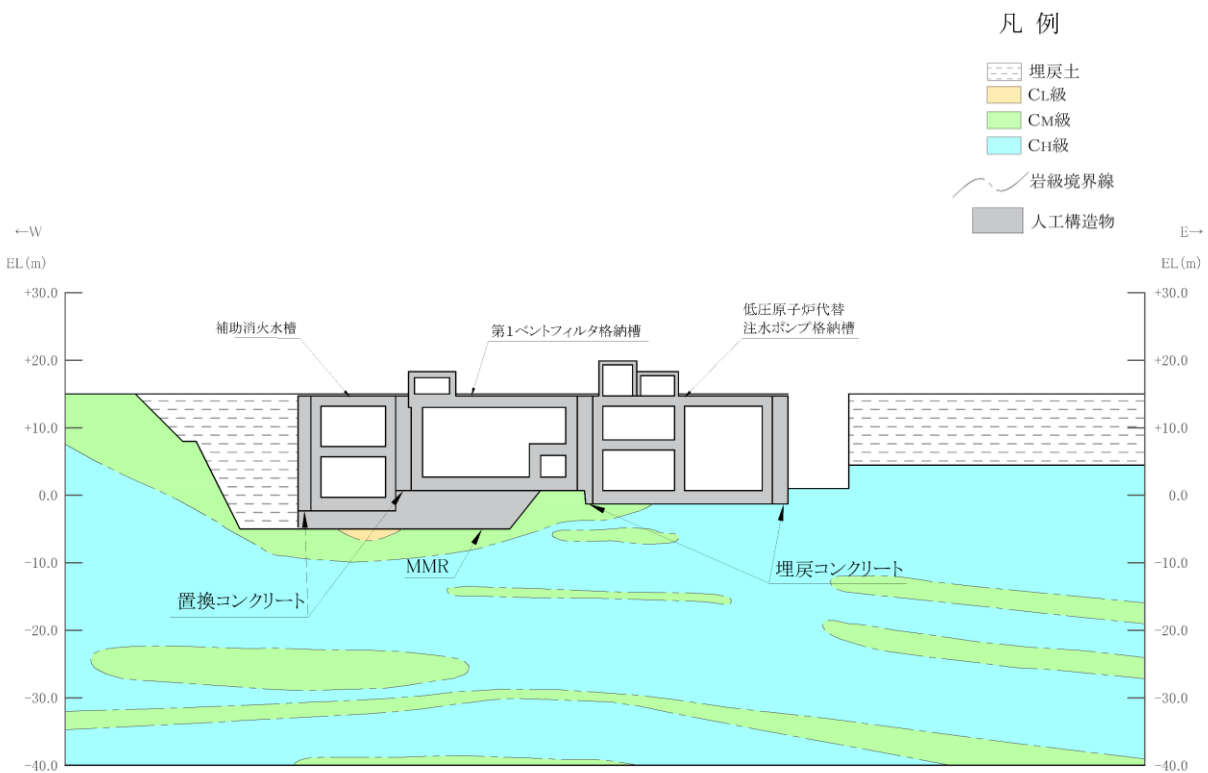 凡 例
埋戻土
CL級
CM級
CH級
岩級境界線
人工構造物
←W
E→
EL(m)
EL(m)
+30.0
+30.0
低圧原子炉代替
注水ポンプ格納槽
補助消火水槽
第1ベントフィルタ格納槽
+20.0
+20.0
+10.0
+10.0
0.0
0.0
-10.0
-10.0
MMR
埋戻コンクリート
置換コンクリート
-20.0
-20.0
-30.0
-30.0
-40.0
-40.0